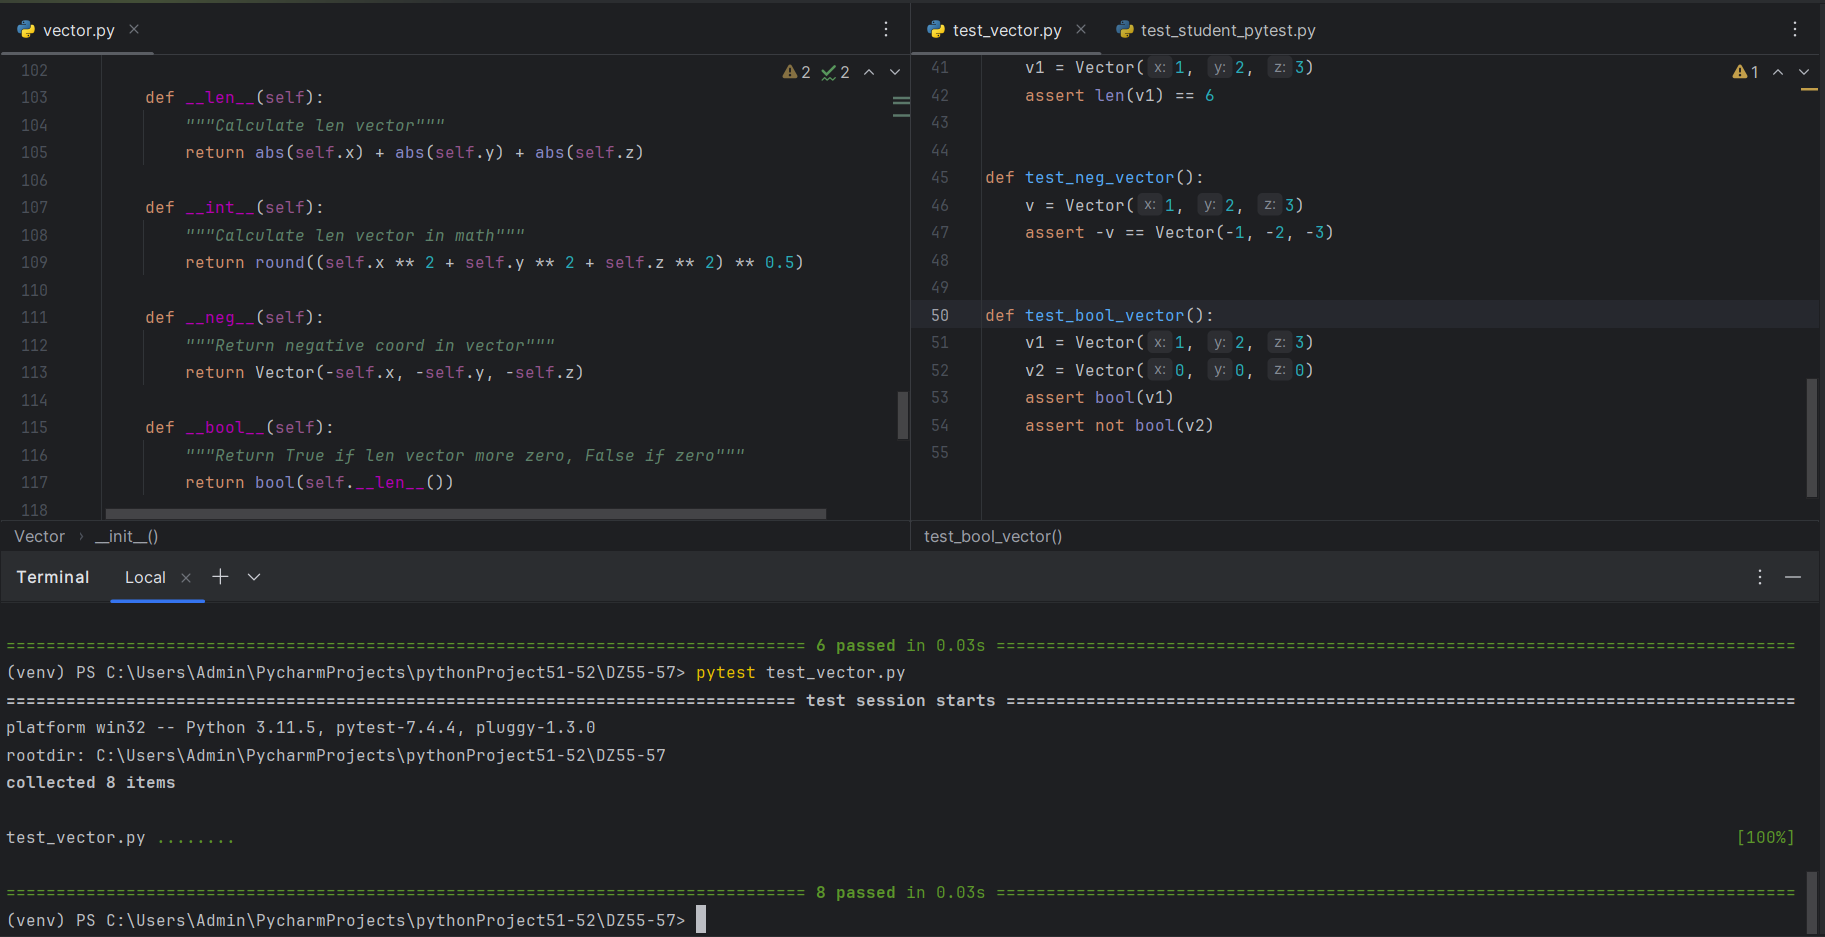 vector.py
102
2 2
103 def __len__(self):
104 """Calculate len vector"""
105 return abs(self.x) + abs(self.y) + abs(self.z)
106
107 def __int__(self):
108 """Calculate len vector in math"""
109 return round((self.x ** 2 + self.y ** 2 + self.z ** 2) ** 0.5)
110
111 def __neg__(self):
112 """Return negative coord in vector"""
113 return Vector(-self.x, -self.y, -self.z)
114
115 def __bool__(self):
116 """Return True if len vector more zero, False if zero"""
117 return bool(self.__len__())
118
Vector › __init__()
test_vector.py test_student_pytest.py
41 v1 = Vector( x: 1, y: 2, z: 3)
1
42 assert len(v1) == 6
43
44
45 def test_neg_vector():
46 v = Vector( x: 1, y: 2, z: 3)
47 assert -v == Vector(-1, -2, -3)
48
49
50 def test_bool_vector():
51 v1 = Vector( x: 1, y: 2, z: 3)
52 v2 = Vector( x: 0, y: 0, z: 0)
53 assert bool(v1)
54 assert not bool(v2)
55
test_bool_vector()
Terminal Local
================================================================================ 6 passed in 0.03s ================================================================================
(venv) PS C:\Users\Admin\PycharmProjects\pythonProject51-52\DZ55-57> pytest test_vector.py
=============================================================================== test session starts ===============================================================================
platform win32 -- Python 3.11.5, pytest-7.4.4, pluggy-1.3.0
rootdir: C:\Users\Admin\PycharmProjects\pythonProject51-52\DZ55-57
collected 8 items
test_vector.py ........ [100%]
================================================================================ 8 passed in 0.03s ================================================================================
(venv) PS C:\Users\Admin\PycharmProjects\pythonProject51-52\DZ55-57>